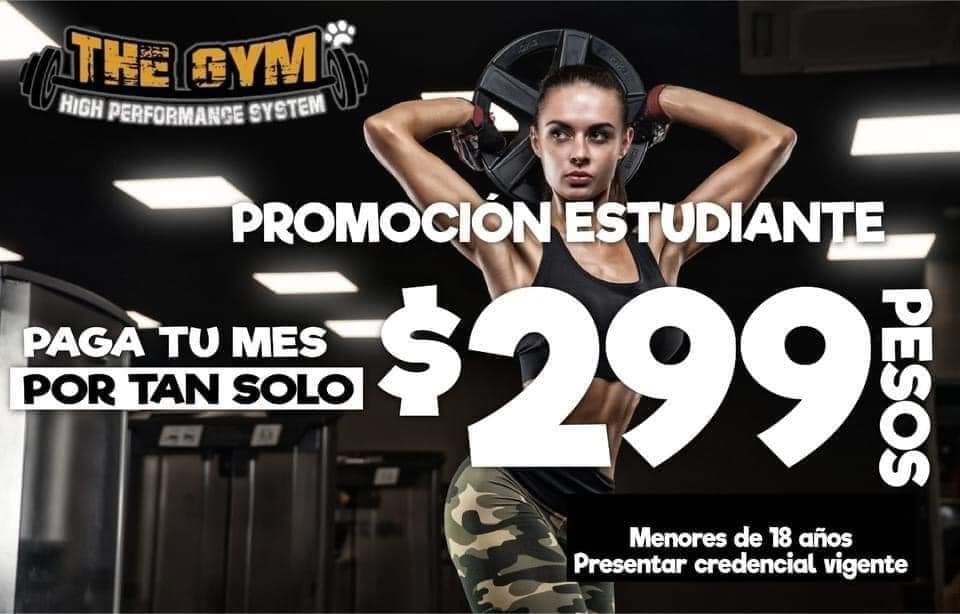 THE GYM
HIGH PERFORMANCE SYSTEM
PROMOCIÓN ESTUDIANTE
PAGA TU MES
POR TAN SOLO
$299
PESOS
Menores de 18 años
Presentar credencial vigente